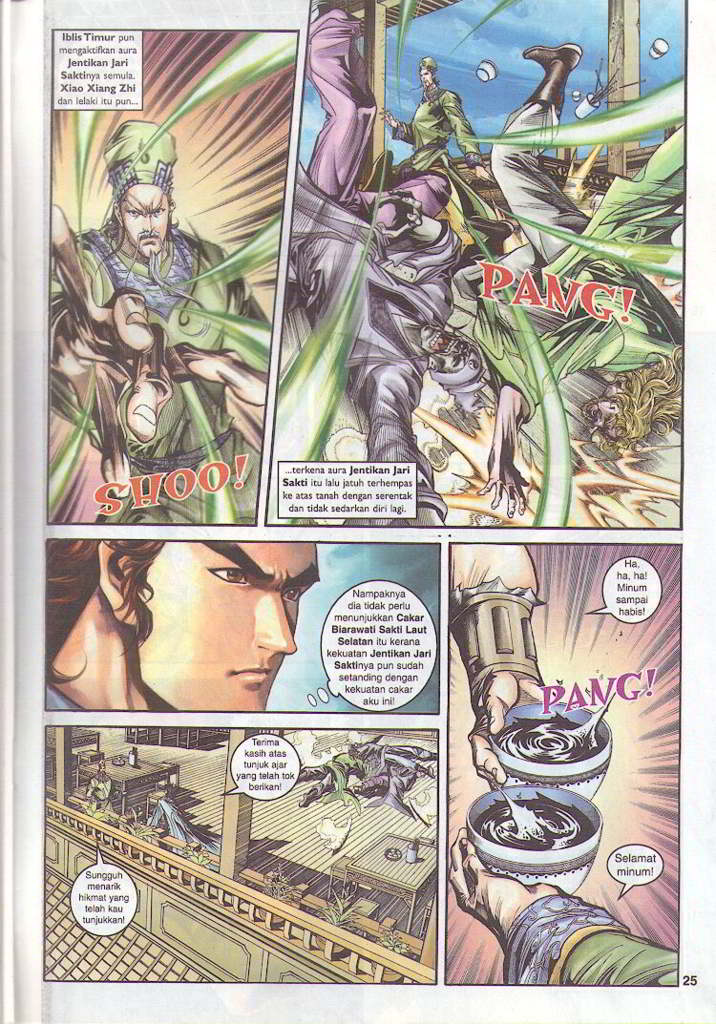 Iblis Timur pun
mengaktifkan aura
Jentikan Jari
Saktinya semula.
Xiao Xiang Zhi
dan lelaki itu pun...
SHOO!
PANG!
...terkena aura Jentikan Jari
Sakti itu lalu jatuh terhempas
ke atas tanah dengan serentak
dan tidak sedarkan diri lagi.
Nampaknya
dia tidak perlu
menunjukkan Cakar
Biarawati Sakti Laut
Selatan itu kerana
kekuatan Jentikan Jari
Saktinya pun sudah
setanding dengan
kekuatan cakar
aku ini!
Ha,
ha, ha!
Minum
sampai
habis!
PANG!
Selamat
minum!
Terima
kasih atas
tunjuk ajar
yang telah tok
berikan!
Sungguh
menarik
hikmat yang
telah kau
tunjukkan!
25